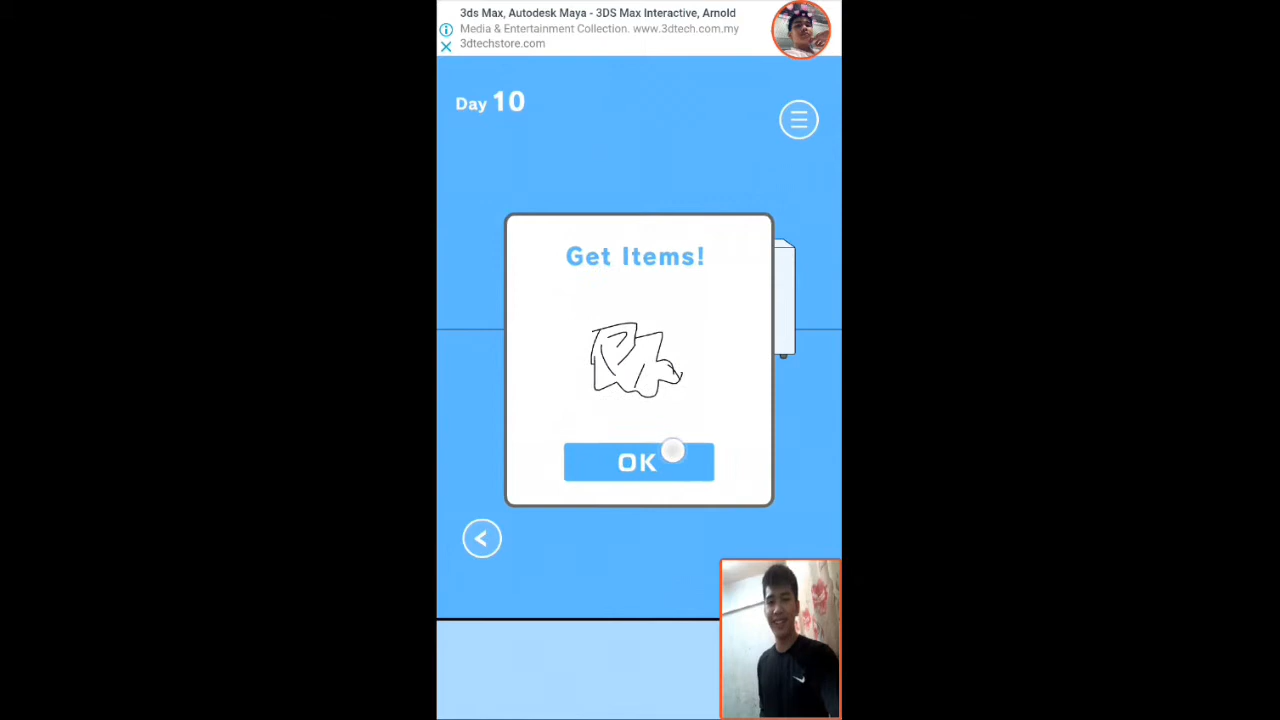 3ds Max, Autodesk Maya - 3DS Max Interactive, Arnold
Media & Entertainment Collection. www.3dtech.com.my
3dtechstore.com
Day 10
Get Items!
OK